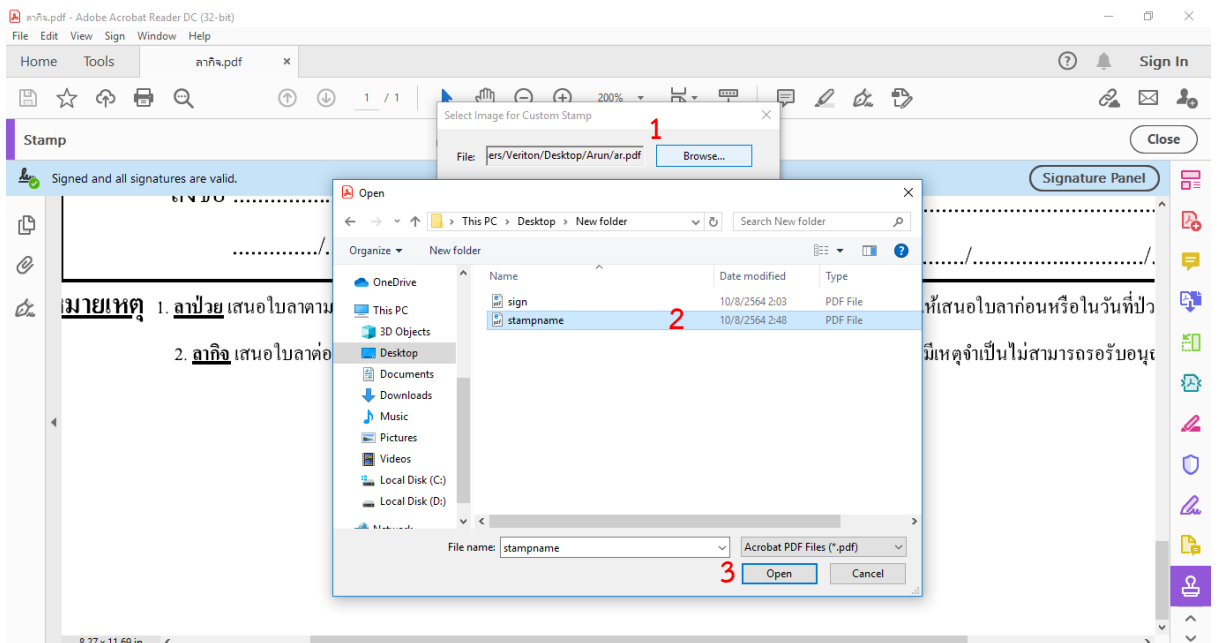 ลากิจ.pdf - Adobe Acrobat Reader DC (32-bit)
File Edit View Sign Window Help
Home Tools ลากิจ.pdf × ? Sign In
1 / 1 200%
Select Image for Custom Stamp
1
Stamp Close
File: ers/Veriton/Desktop/Arun/ar.pdf Browse...
Signed and all signatures are valid. Signature Panel
Open
This PC > Desktop > New folder Search New folder
Organize New folder
Name Date modified Type
OneDrive
sign 10/8/2564 2:03 PDF File
This PC
stampname 2 10/8/2564 2:48 PDF File
3D Objects
Desktop
Documents
Downloads
Music
Pictures
Videos
Local Disk (C:)
Local Disk (D:)
File name: stampname Acrobat PDF Files (*.pdf)
3 Open Cancel
............../.
....../......................../.
มายเหตุ 1. ลาป่วย เสนอใบลาตาม ห้เสนอใบลาก่อนหรือในวันที่ป่ว
2. ลากิจ เสนอใบลาต่อ มีเหตุจำเป็นไม่สามารถรอรับอนุญ
8.27 x 11.69 in